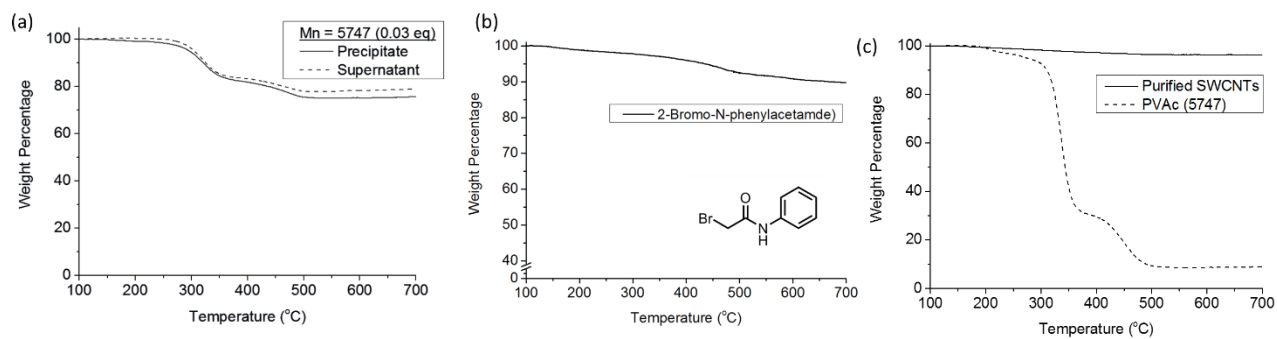 (a)
Mn = 5747 (0.03 eq)
Precipitate
Supernatant
100
80
60
40
20
0
100 200 300 400 500 600 700
Weight Percentage
Temperature (°C)
(b)
100
95
90
85
80
75
70
65
60
55
50
45
40
0
100 200 300 400 500 600 700
Weight Percentage
Temperature (°C)
2-Bromo-N-phenylacetamde)
Br
O
N
H
(c)
100
80
60
40
20
0
100 200 300 400 500 600 700
Weight Percentage
Temperature (°C)
Purified SWCNTs
PVAc (5747)